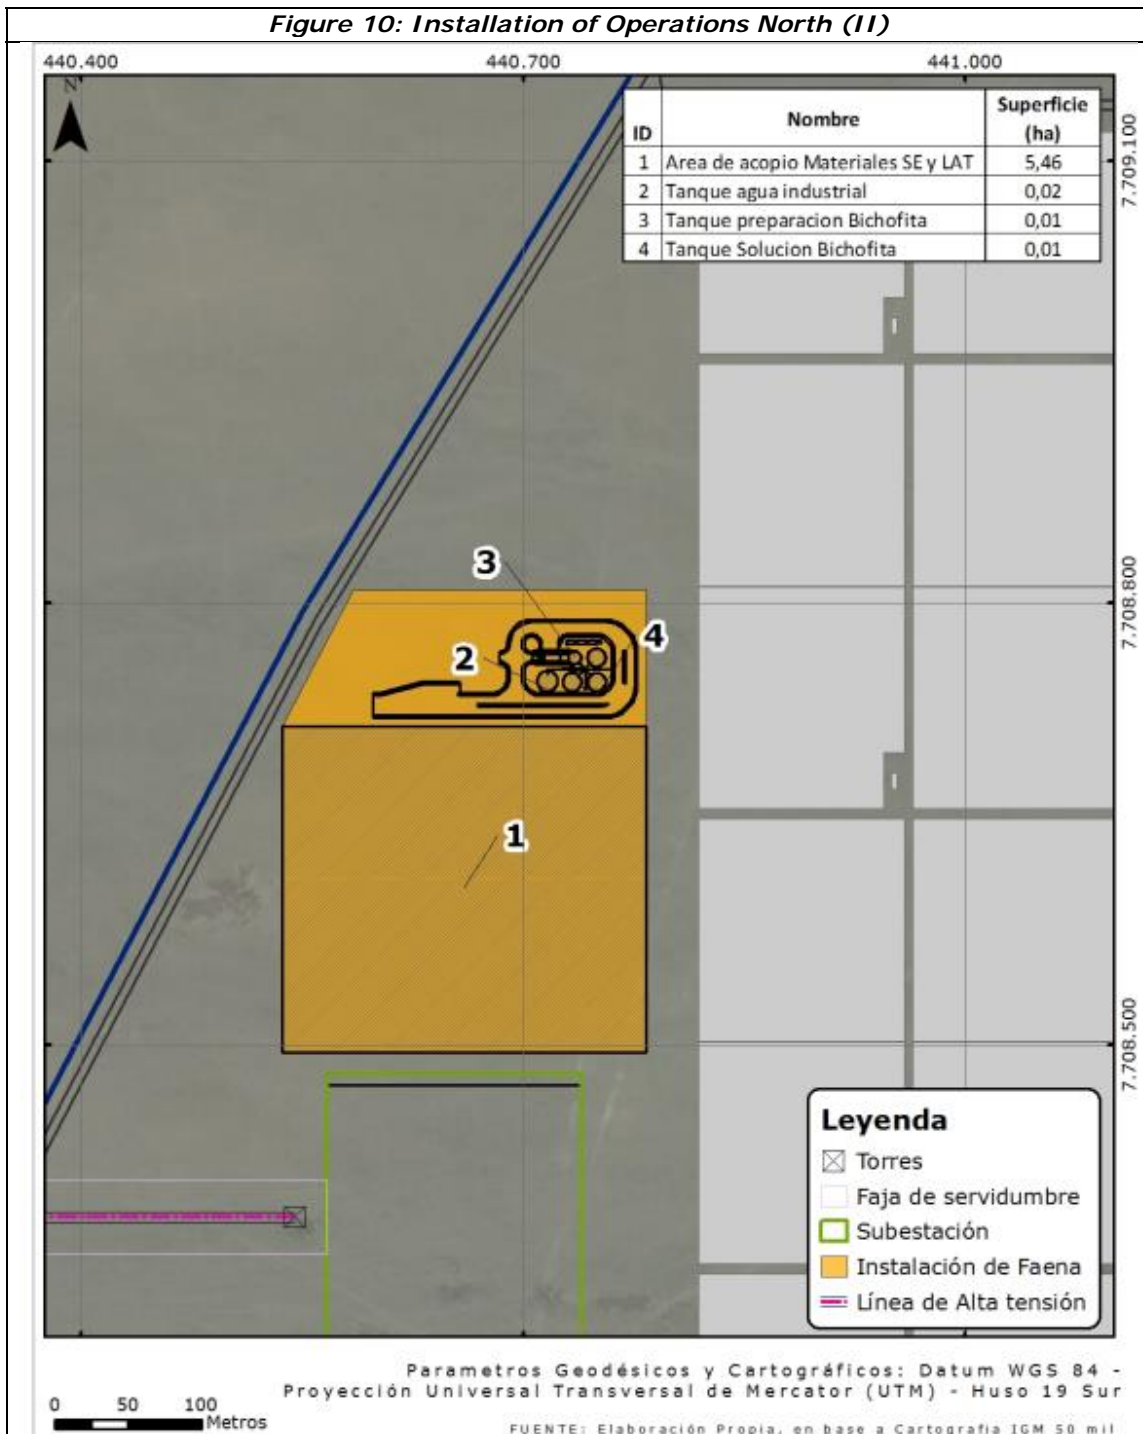 Figure 10: Installation of Operations North (II)
440.400 440.700 441.000
N
ID Nombre Superficie (ha)
1 Area de acopio Materiales SE y LAT 5,46
2 Tanque agua industrial 0,02
3 Tanque preparacion Bichofita 0,01
4 Tanque Solucion Bichofita 0,01
7.709.100
7.708.800
7.708.500
3
4
2
1
Leyenda
Torres
Faja de servidumbre
Subestación
Instalación de Faena
Línea de Alta tensión
Parametros Geodésicos y Cartográficos: Datum WGS 84 -
Proyección Universal Transversal de Mercator (UTM) - Huso 19 Sur
0 50 100
Metros
FUENTE: Elaboración Propia, en base a Cartografia IGM 50 mil